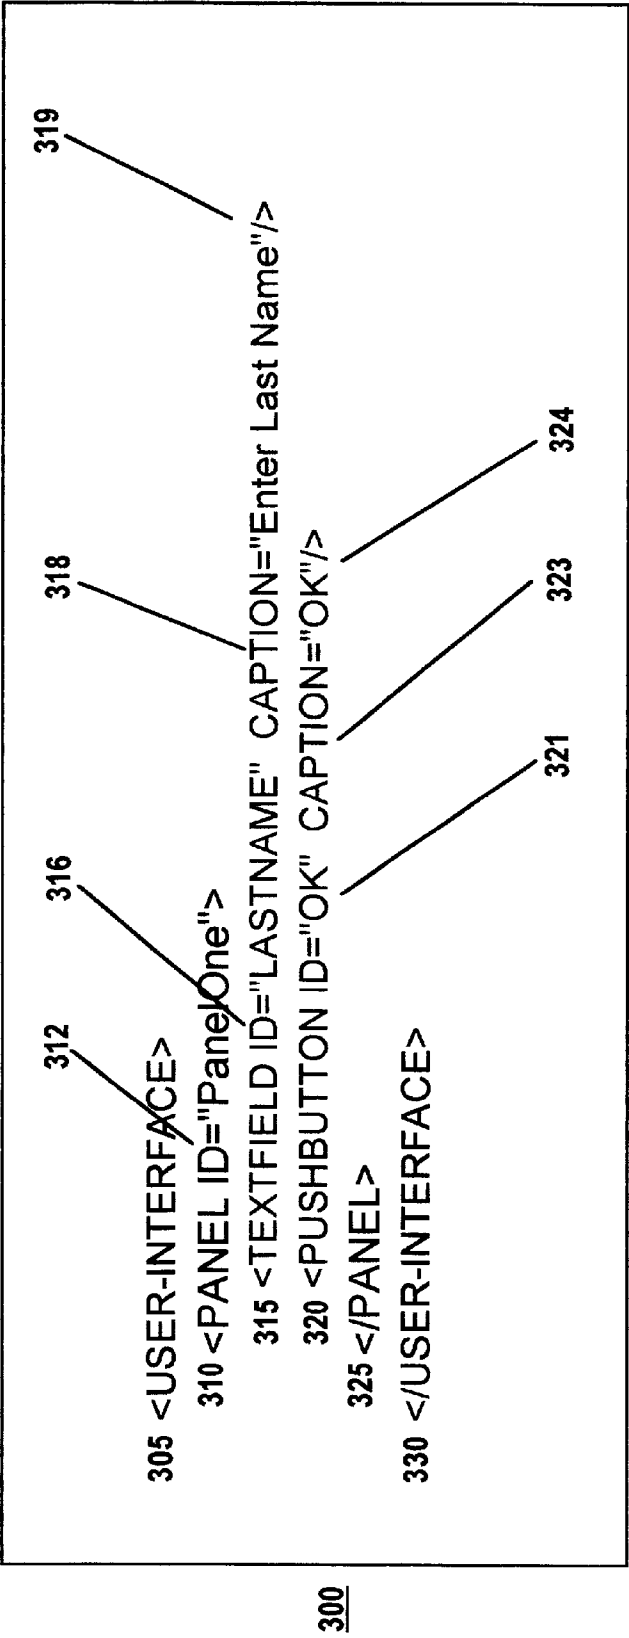 312 316 318 319
305 <USER-INTERFACE>
310 <PANEL ID="PanelOne">
315 <TEXTFIELD ID="LASTNAME" CAPTION="Enter Last Name"/>
320 <PUSHBUTTON ID="OK" CAPTION="OK"/>
325 </PANEL>
330 </USER-INTERFACE>
321 323 324
300